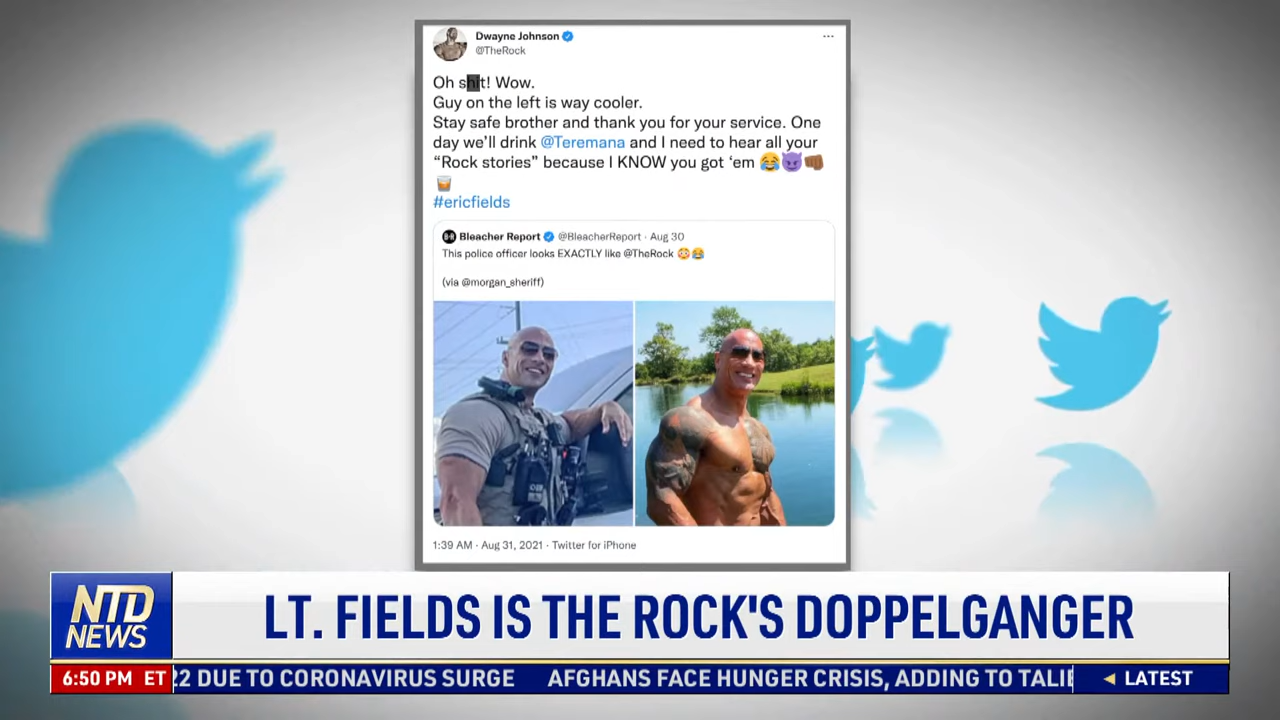 Dwayne Johnson
@TheRock
Oh shit! Wow.
Guy on the left is way cooler.
Stay safe brother and thank you for your service. One
day we'll drink @Teremana and I need to hear all your
“Rock stories” because I KNOW you got ‘em 😂😈👊🏾
🥃
#ericfields
B/R Bleacher Report @BleacherReport · Aug 30
This police officer looks EXACTLY like @TheRock 😳😂
(via @morgan_sheriff)
1:39 AM · Aug 31, 2021 · Twitter for iPhone
NTD
NEWS
LT. FIELDS IS THE ROCK'S DOPPELGANGER
6:50 PM ET
22 DUE TO CORONAVIRUS SURGE AFGHANS FACE HUNGER CRISIS, ADDING TO TALI
LATEST